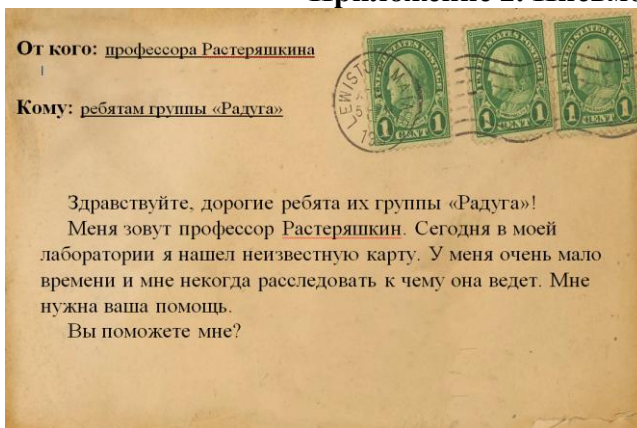 От кого: профессора Растеряшкина
Кому: ребятам группы «Радуга»
UNITED STATES POSTAGE
1 CENT 1
UNITED STATES POSTAGE
1 CENT 1
UNITED STATES POSTAGE
1 CENT 1
LEWISTON
Здравствуйте, дорогие ребята их группы «Радуга»!
Меня зовут профессор Растеряшкин. Сегодня в моей
лаборатории я нашел неизвестную карту. У меня очень мало
времени и мне некогда расследовать к чему она ведет. Мне
нужна ваша помощь.
Вы поможете мне?